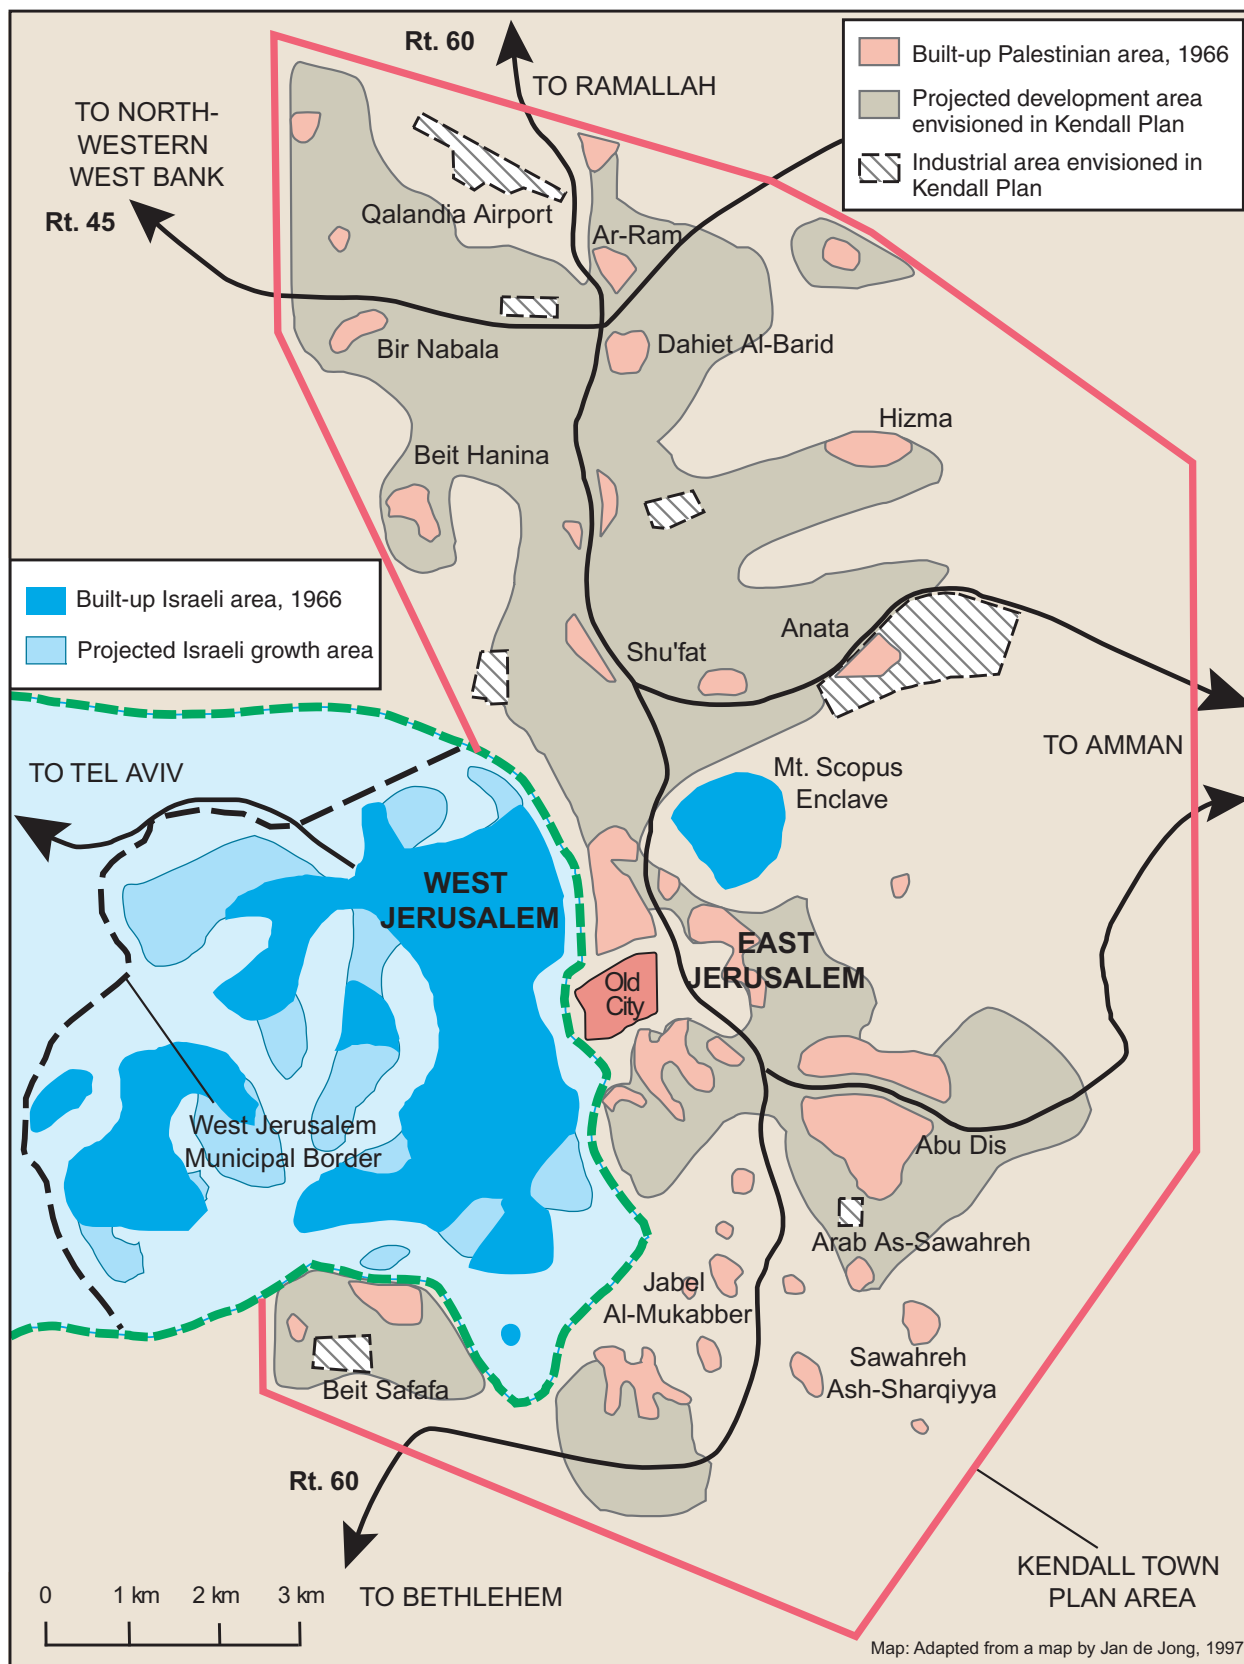 Rt. 60
TO RAMALLAH
Built-up Palestinian area, 1966
Projected development area
envisioned in Kendall Plan
Industrial area envisioned in
Kendall Plan
TO NORTH-
WESTERN
WEST BANK
Rt. 45
Qalandia Airport
Ar-Ram
Bir Nabala
Dahiet Al-Barid
Hizma
Beit Hanina
Built-up Israeli area, 1966
Projected Israeli growth area
Anata
Shu'fat
TO AMMAN
TO TEL AVIV
Mt. Scopus
Enclave
WEST
JERUSALEM
EAST
JERUSALEM
Old
City
West Jerusalem
Municipal Border
Abu Dis
Arab As-Sawahreh
Jabel
Al-Mukabber
Sawahreh
Ash-Sharqiyya
Beit Safafa
Rt. 60
TO BETHLEHEM
KENDALL TOWN
PLAN AREA
0 1 km 2 km 3 km
Map: Adapted from a map by Jan de Jong, 1997